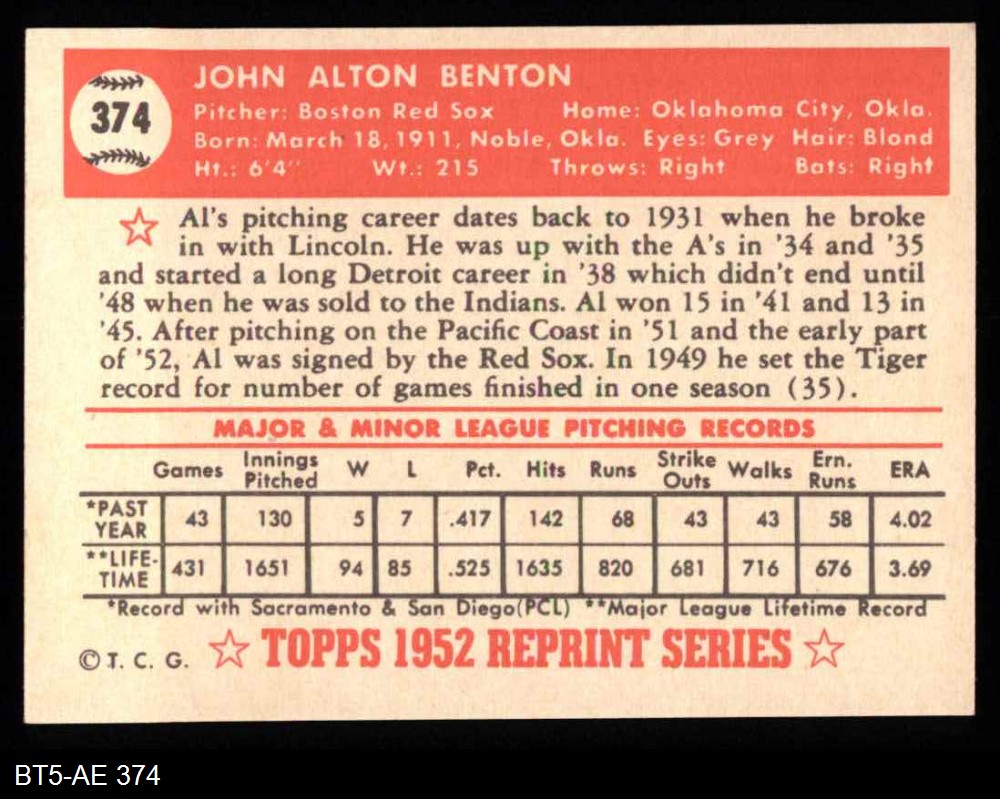 374
JOHN ALTON BENTON
Pitcher: Boston Red Sox Home: Oklahoma City, Okla.
Born: March 18, 1911, Noble, Okla. Eyes: Grey Hair: Blond
Ht.: 6'4'' Wt.: 215 Throws: Right Bats: Right
Al's pitching career dates back to 1931 when he broke
in with Lincoln. He was up with the A's in '34 and '35
and started a long Detroit career in '38 which didn't end until
'48 when he was sold to the Indians. Al won 15 in '41 and 13 in
'45. After pitching on the Pacific Coast in '51 and the early part
of '52, Al was signed by the Red Sox. In 1949 he set the Tiger
record for number of games finished in one season (35).
MAJOR & MINOR LEAGUE PITCHING RECORDS
Games Innings Pitched W L Pct. Hits Runs Strike Outs Walks Ern. Runs ERA
*PAST YEAR 43 130 5 7 .417 142 68 43 43 58 4.02
**LIFE-TIME 431 1651 94 85 .525 1635 820 681 716 676 3.69
*Record with Sacramento & San Diego(PCL) **Major League Lifetime Record
© T. C. G. ☆ TOPPS 1952 REPRINT SERIES ☆
BT5-AE 374